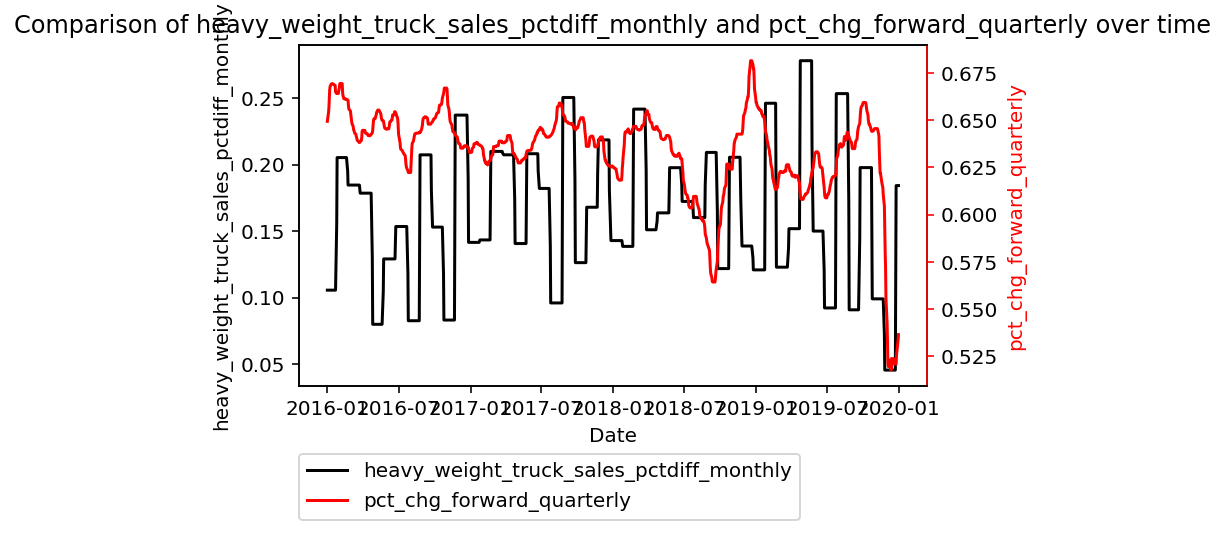 Comparison of heavy_weight_truck_sales_pctdiff_monthly and pct_chg_forward_quarterly over time
heavy_weight_truck_sales_pctdiff_monthly
0.25
0.20
0.15
0.10
0.05
0.675
0.650
0.625
0.600
0.575
0.550
0.525
pct_chg_forward_quarterly
2016-01 2016-07 2017-01 2017-07 2018-01 2018-07 2019-01 2019-07 2020-01
Date
heavy_weight_truck_sales_pctdiff_monthly
pct_chg_forward_quarterly